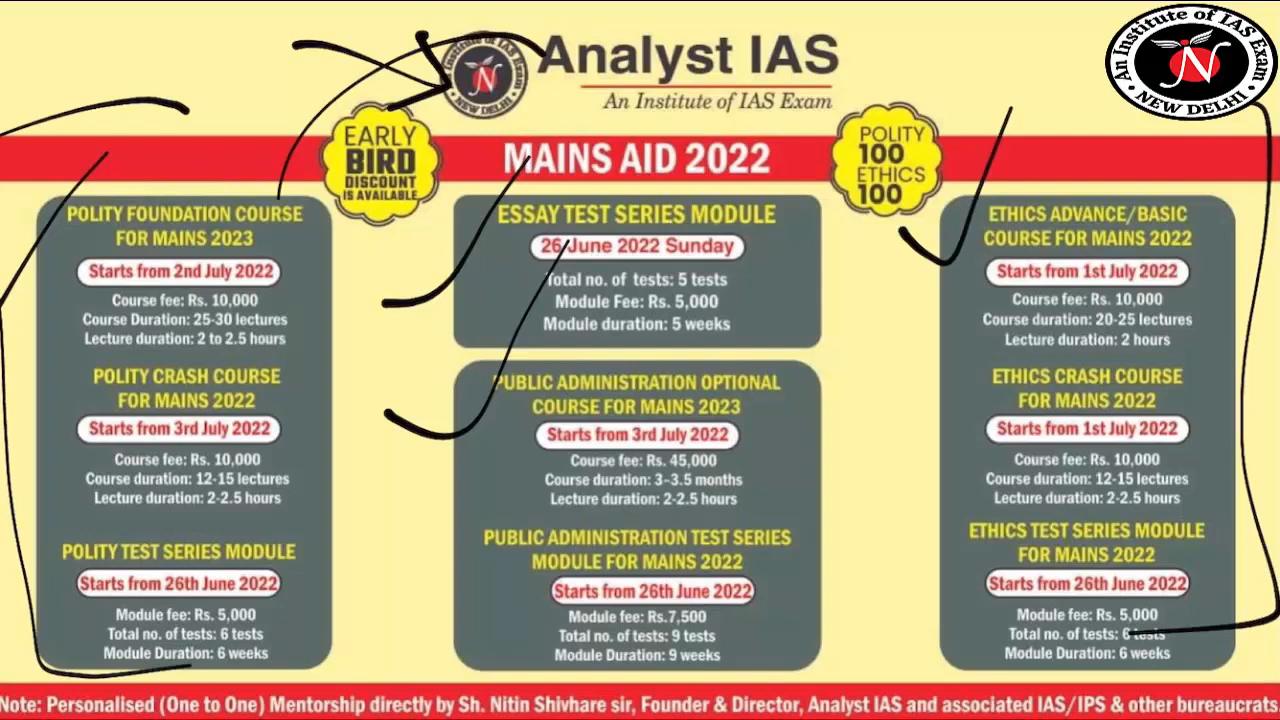 An Institute of IAS Exam
• NEW DELHI •
N
Analyst IAS
An Institute of IAS Exam
NEW DELHI
N
EARLY
BIRD
DISCOUNT
IS AVAILABLE
MAINS AID 2022
POLITY
100
ETHICS
100
POLITY FOUNDATION COURSE
FOR MAINS 2023
Starts from 2nd July 2022
Course fee: Rs. 10,000
Course Duration: 25-30 lectures
Lecture duration: 2 to 2.5 hours
POLITY CRASH COURSE
FOR MAINS 2022
Starts from 3rd July 2022
Course fee: Rs. 10,000
Course duration: 12-15 lectures
Lecture duration: 2-2.5 hours
POLITY TEST SERIES MODULE
Starts from 26th June 2022
Module fee: Rs. 5,000
Total no. of tests: 6 tests
Module Duration: 6 weeks
ESSAY TEST SERIES MODULE
26 June 2022 Sunday
Total no. of tests: 5 tests
Module Fee: Rs. 5,000
Module duration: 5 weeks
PUBLIC ADMINISTRATION OPTIONAL
COURSE FOR MAINS 2023
Starts from 3rd July 2022
Course fee: Rs. 45,000
Course duration: 3-3.5 months
Lecture duration: 2-2.5 hours
PUBLIC ADMINISTRATION TEST SERIES
MODULE FOR MAINS 2022
Starts from 26th June 2022
Module fee: Rs.7,500
Total no. of tests: 9 tests
Module Duration: 9 weeks
ETHICS ADVANCE/BASIC
COURSE FOR MAINS 2022
Starts from 1st July 2022
Course fee: Rs. 10,000
Course duration: 20-25 lectures
Lecture duration: 2 hours
ETHICS CRASH COURSE
FOR MAINS 2022
Starts from 1st July 2022
Course fee: Rs. 10,000
Course duration: 12-15 lectures
Lecture duration: 2-2.5 hours
ETHICS TEST SERIES MODULE
FOR MAINS 2022
Starts from 26th June 2022
Module fee: Rs. 5,000
Total no. of tests: 6 tests
Module Duration: 6 weeks
Note: Personalised (One to One) Mentorship directly by Sh. Nitin Shivhare sir, Founder & Director, Analyst IAS and associated IAS/IPS & other bureaucrats.